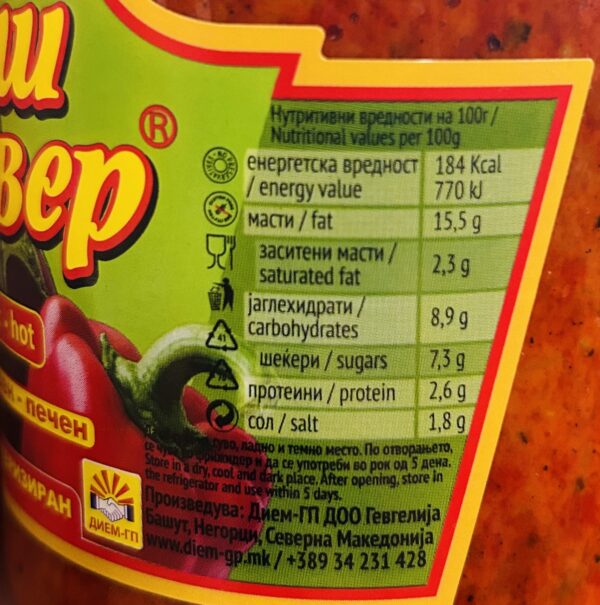 ш
®
вер
- hot
- печен
ИЗИРАН
ДИЕМ-ГП
Нутритивни вредности на 100г /
Nutritional values per 100g
енергетска вредност
/ energy value
184 Kcal
770 kJ
масти / fat
15,5 g
заситени масти /
saturated fat
2,3 g
јаглехидрати /
carbohydrates
8,9 g
шеќери / sugars
7,3 g
протеини / protein
2,6 g
сол / salt
1,8 g
суво, ладно и темно место. По отворањето,
фрижидер и да се употреби во рок од 5 дена.
Store in a dry, cool and dark place. After opening, store in
the refrigerator and use within 5 days.
Произведува: Дием-ГП ДОО Гевгелија
Башут, Негорци, Северна Македонија
www.diem-gp.mk / +389 34 231 428
41